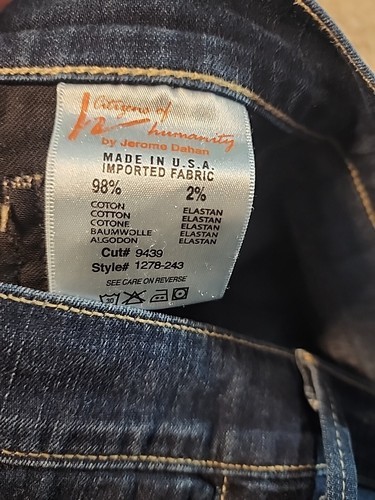 Citizens of
humanity
by Jerome Dahan
MADE IN U.S.A.
IMPORTED FABRIC
98% 2%
COTON ELASTAN
COTTON ELASTAN
COTONE ELASTAN
BAUMWOLLE ELASTAN
ALGODON ELASTAN
Cut# 9439
Style# 1278-243
SEE CARE ON REVERSE
30